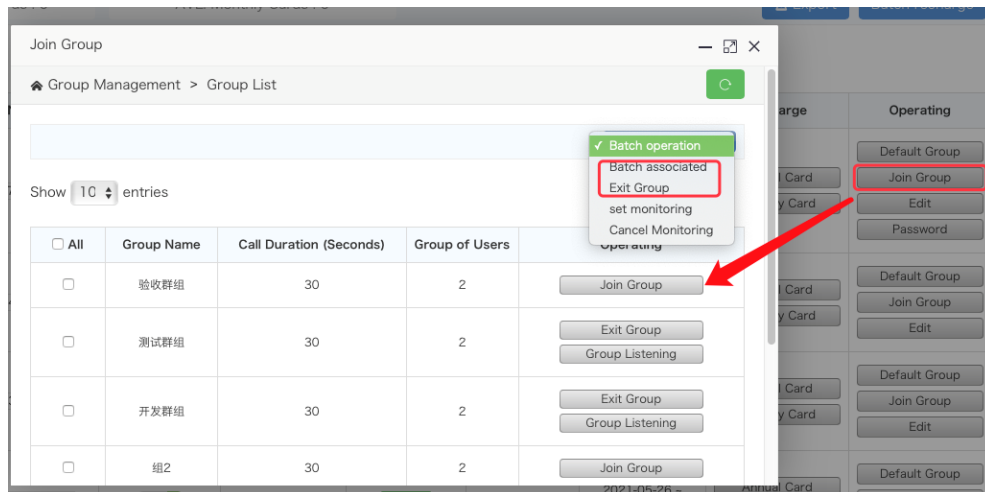 Export
Batch recharge
Join Group
Group Management > Group List
Batch operation
Batch associated
Exit Group
set monitoring
Cancel Monitoring
Show 10 entries
All
Group Name
Call Duration (Seconds)
Group of Users
Operating
验收群组
30
2
Join Group
测试群组
30
2
Exit Group
Group Listening
开发群组
30
2
Exit Group
Group Listening
组2
30
2
Join Group
2021-05-26 ~
Operating
Default Group
Card
Join Group
Card
Edit
Password
Default Group
Card
Join Group
Card
Edit
Default Group
Card
Join Group
Card
Edit
Default Group
Annual Card